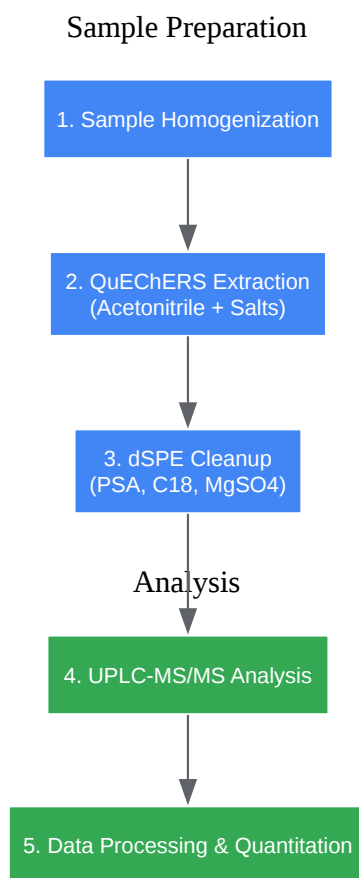 Sample Preparation
1. Sample Homogenization
2. QuEChERS Extraction
(Acetonitrile + Salts)
3. dSPE Cleanup
(PSA, C18, MgSO4)
Analysis
4. UPLC-MS/MS Analysis
5. Data Processing & Quantitation